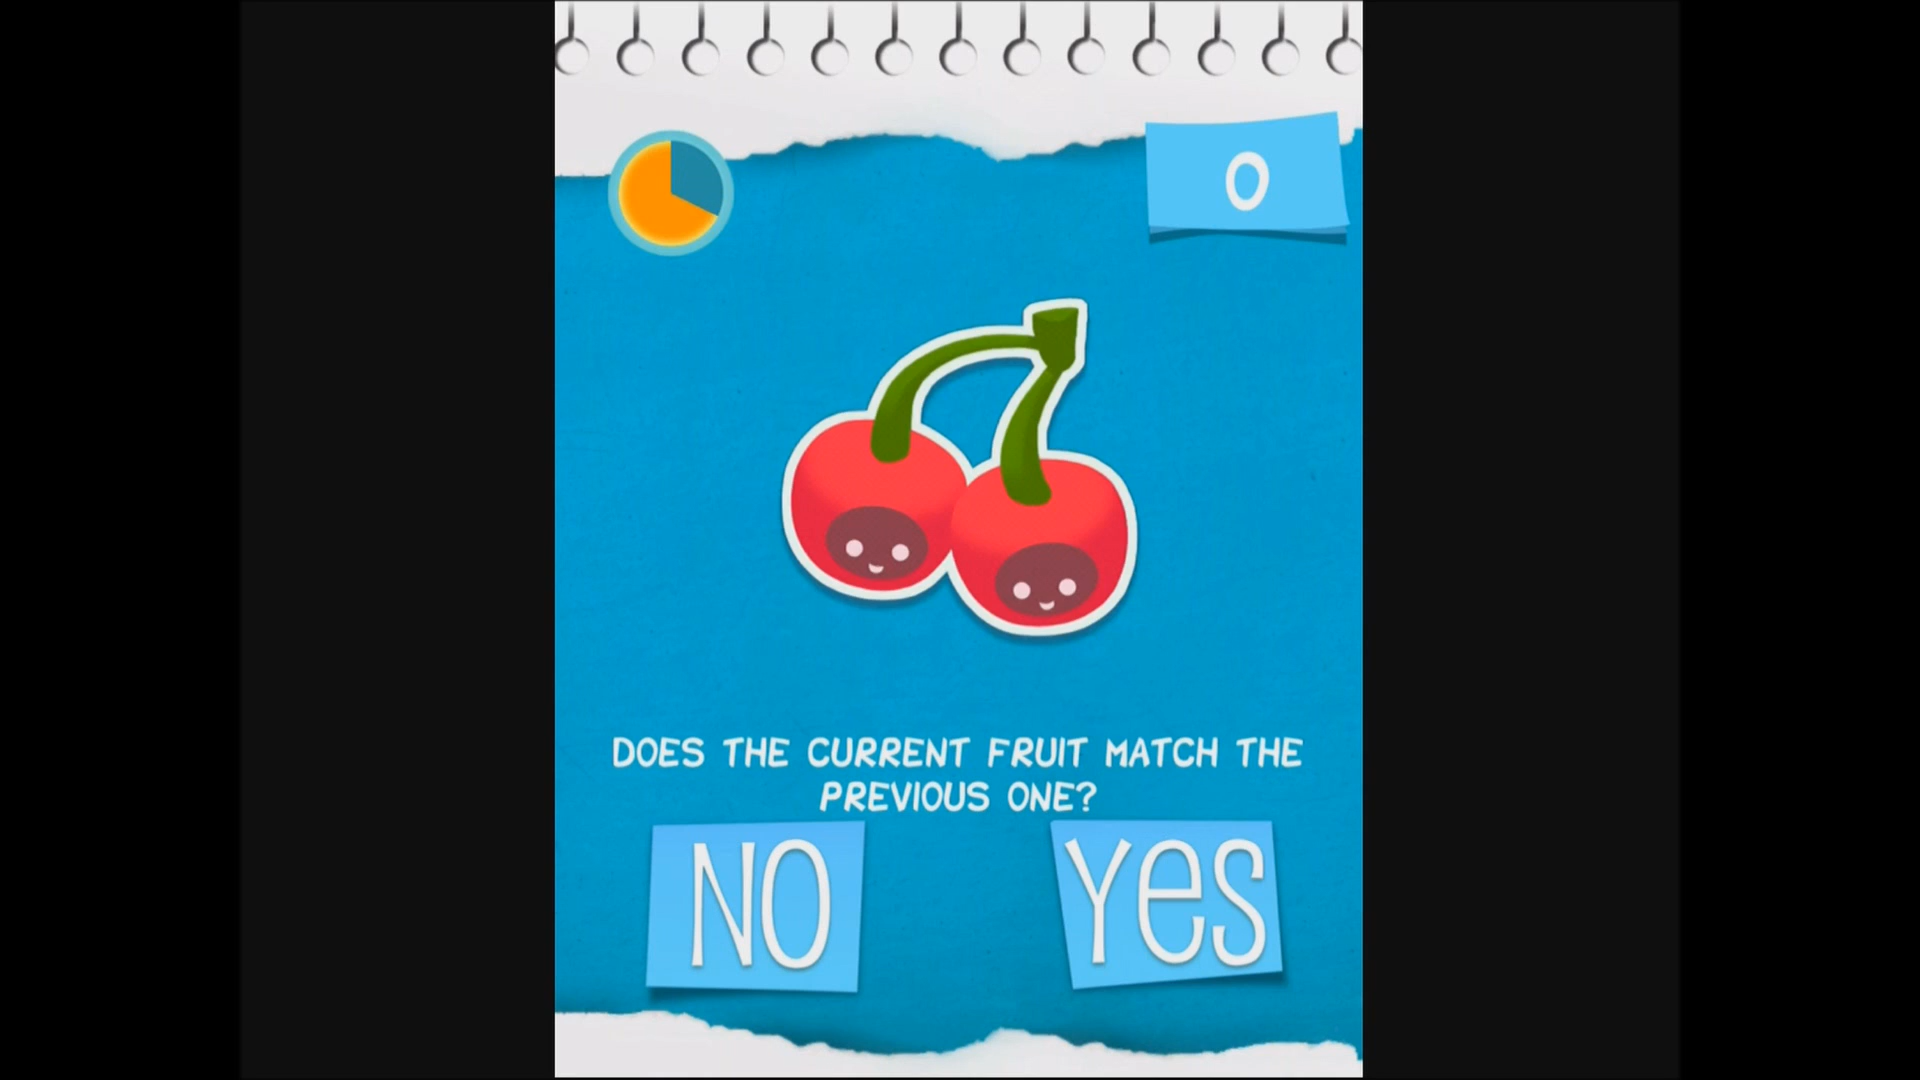 0
DOES THE CURRENT FRUIT MATCH THE
PREVIOUS ONE?
NO
Yes